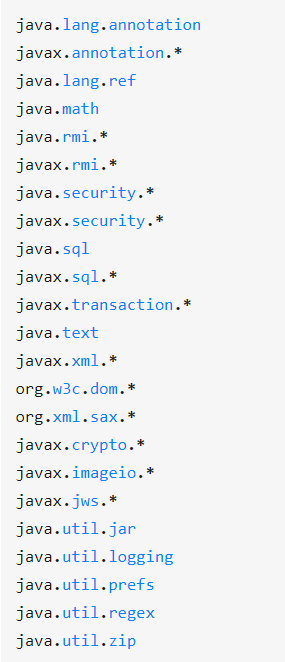 java.lang.annotation
javax.annotation.*
java.lang.ref
java.math
java.rmi.*
javax.rmi.*
java.security.*
javax.security.*
java.sql
javax.sql.*
javax.transaction.*
java.text
javax.xml.*
org.w3c.dom.*
org.xml.sax.*
javax.crypto.*
javax.imageio.*
javax.jws.*
java.util.jar
java.util.logging
java.util.prefs
java.util.regex
java.util.zip